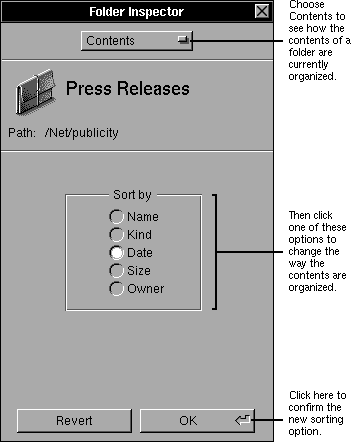 Folder Inspector
Contents
Press Releases
Path: /Net/publicity
Sort by
Name
Kind
Date
Size
Owner
Revert
OK
Choose
Contents to
see how the
contents of a
folder are
currently
organized.
Then click
one of these
options to
change the
way the
contents are
organized.
Click here to
confirm the
new sorting
option.